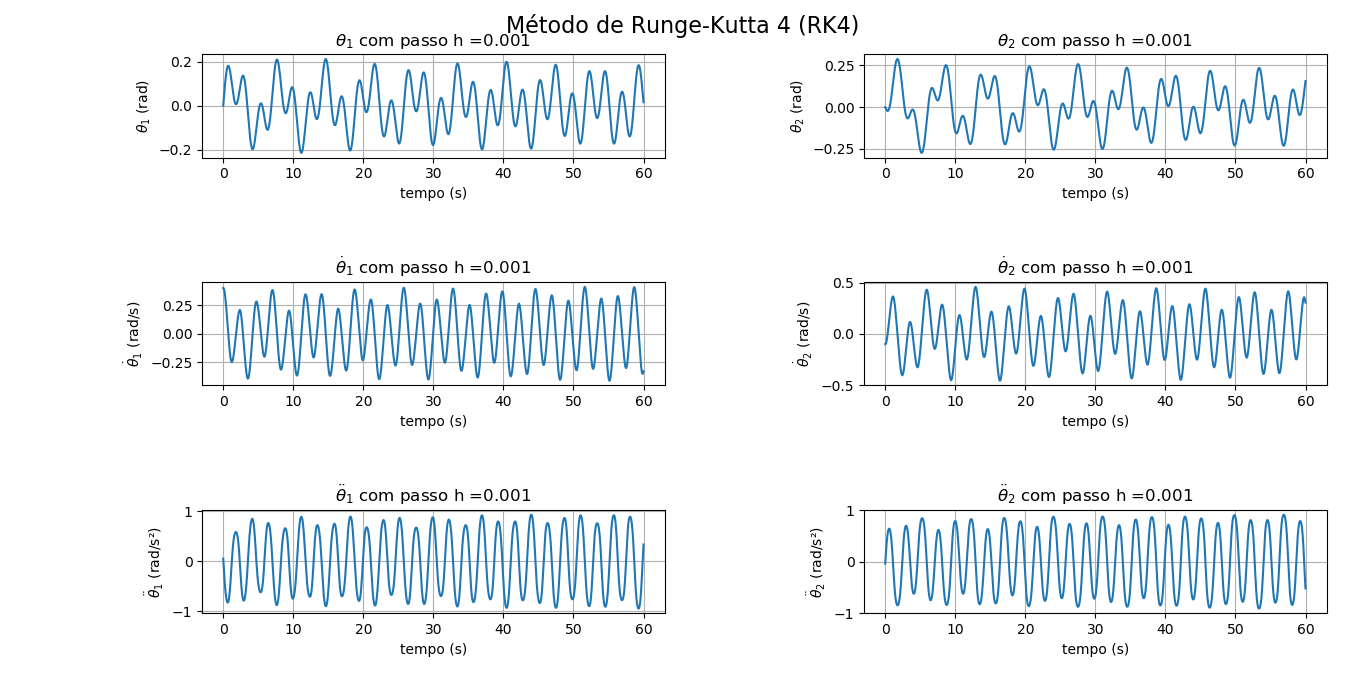 Método de Runge-Kutta 4 (RK4)
θ₁ com passo h =0.001
θ₁ (rad)
0.2
0.0
−0.2
0 10 20 30 40 50 60
tempo (s)
θ₂ com passo h =0.001
θ₂ (rad)
0.25
0.00
−0.25
0 10 20 30 40 50 60
tempo (s)
θ̇₁ com passo h =0.001
θ̇₁ (rad/s)
0.25
0.00
−0.25
0 10 20 30 40 50 60
tempo (s)
θ̇₂ com passo h =0.001
θ̇₂ (rad/s)
0.5
0.0
−0.5
0 10 20 30 40 50 60
tempo (s)
θ̈₁ com passo h =0.001
θ̈₁ (rad/s²)
1
0
−1
0 10 20 30 40 50 60
tempo (s)
θ̈₂ com passo h =0.001
θ̈₂ (rad/s²)
1
0
−1
0 10 20 30 40 50 60
tempo (s)